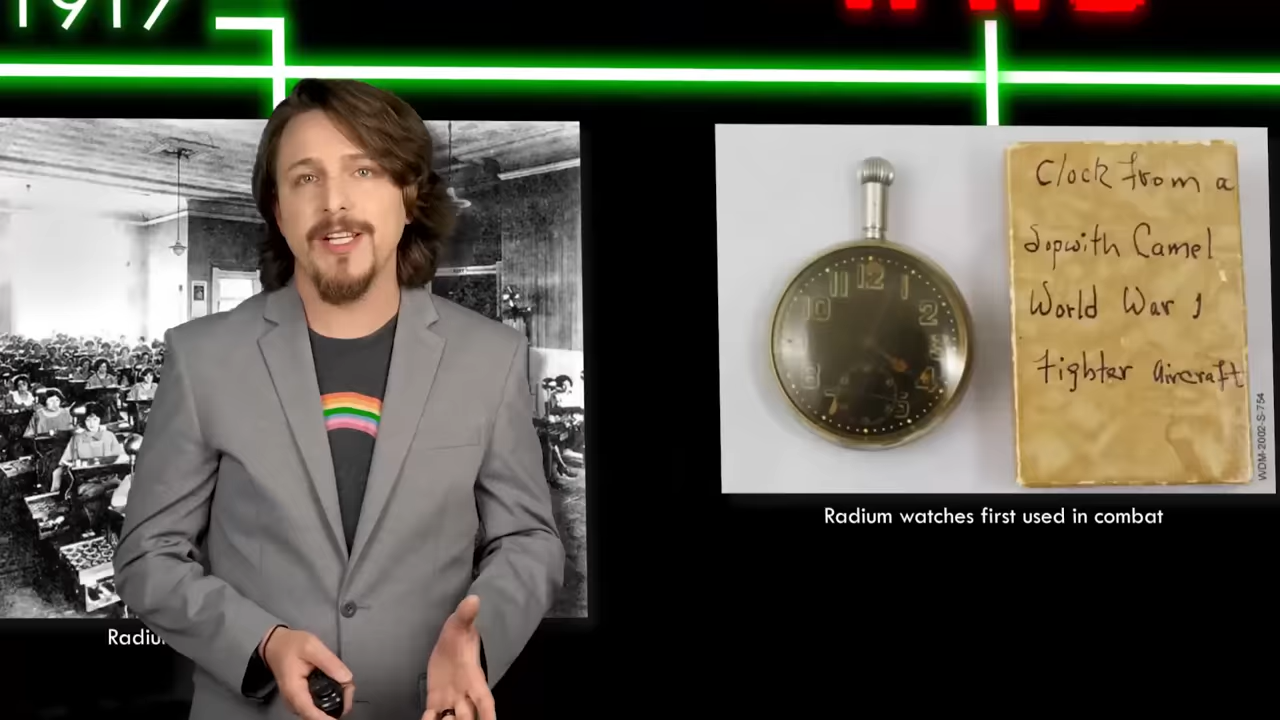 1917
Clock from a
Sopwith Camel
World War 1
Fighter aircraft
WDM-2002-S-754
Radium watches first used in combat